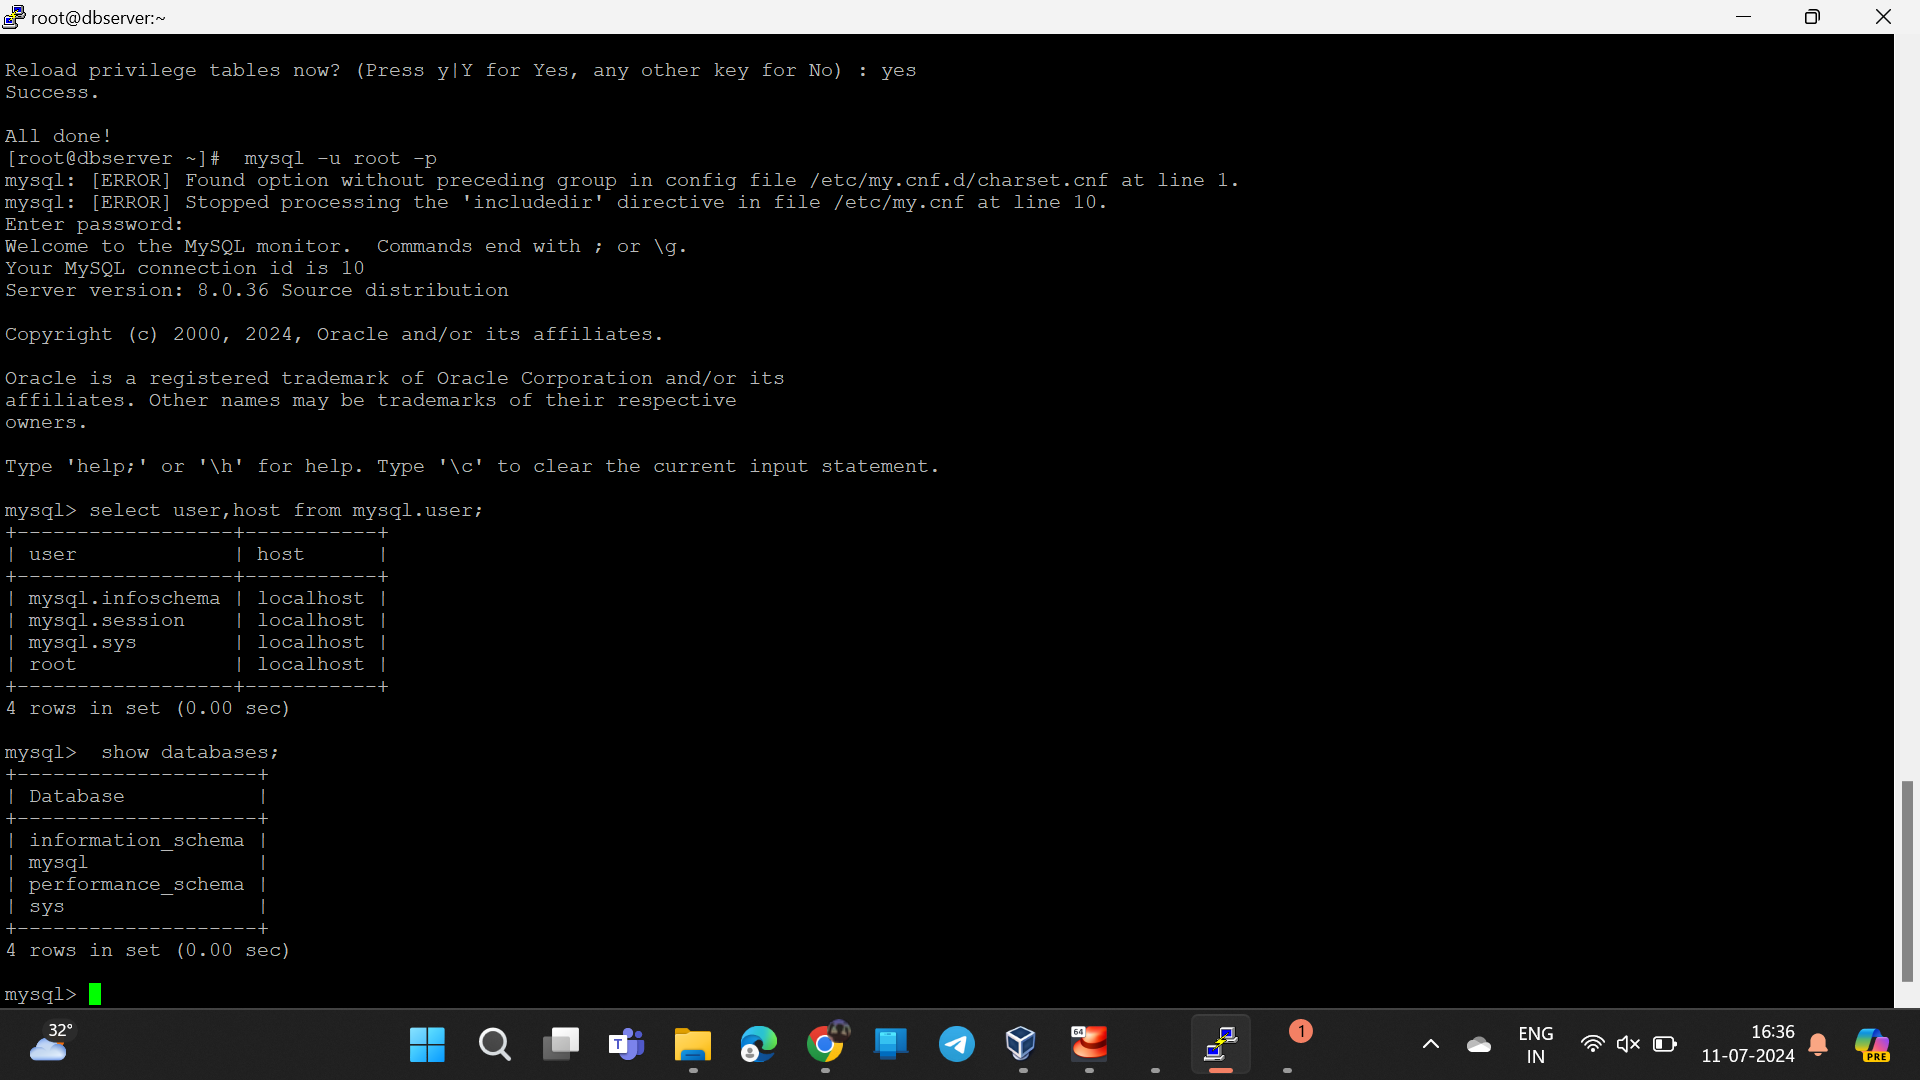 root@dbserver:~
Reload privilege tables now? (Press y|Y for Yes, any other key for No) : yes
Success.
All done!
[root@dbserver ~]#  mysql -u root -p
mysql: [ERROR] Found option without preceding group in config file /etc/my.cnf.d/charset.cnf at line 1.
mysql: [ERROR] Stopped processing the 'includedir' directive in file /etc/my.cnf at line 10.
Enter password:
Welcome to the MySQL monitor.  Commands end with ; or \g.
Your MySQL connection id is 10
Server version: 8.0.36 Source distribution
Copyright (c) 2000, 2024, Oracle and/or its affiliates.
Oracle is a registered trademark of Oracle Corporation and/or its
affiliates. Other names may be trademarks of their respective
owners.
Type 'help;' or '\h' for help. Type '\c' to clear the current input statement.
mysql> select user,host from mysql.user;
+------------------+-----------+
| user             | host      |
+------------------+-----------+
| mysql.infoschema | localhost |
| mysql.session    | localhost |
| mysql.sys        | localhost |
| root             | localhost |
+------------------+-----------+
4 rows in set (0.00 sec)
mysql>  show databases;
+--------------------+
| Database           |
+--------------------+
| information_schema |
| mysql              |
| performance_schema |
| sys                |
+--------------------+
4 rows in set (0.00 sec)
mysql>
32°
T
64
1
ENG
IN
16:36
11-07-2024
PRE